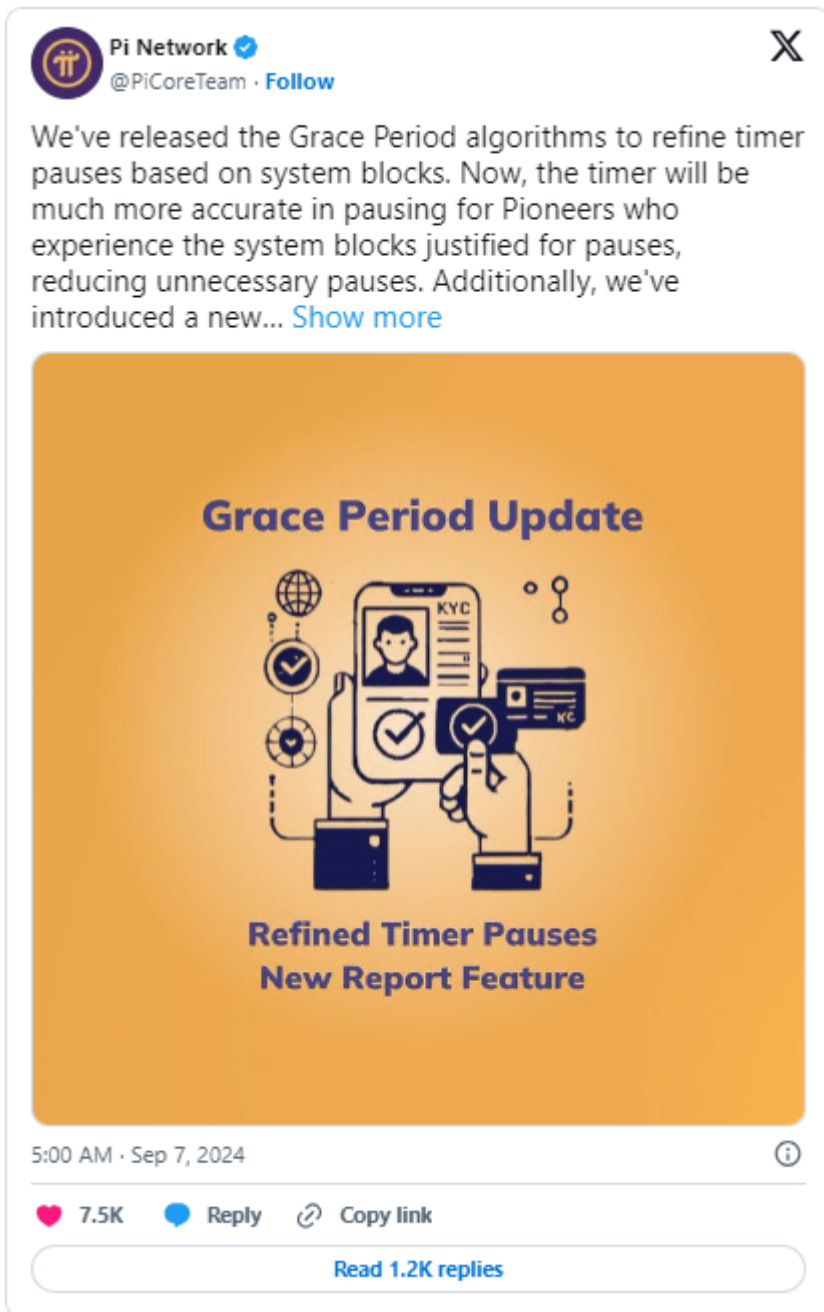 Pi Network
@PiCoreTeam · Follow
We've released the Grace Period algorithms to refine timer
pauses based on system blocks. Now, the timer will be
much more accurate in pausing for Pioneers who
experience the system blocks justified for pauses,
reducing unnecessary pauses. Additionally, we've
introduced a new... Show more
Grace Period Update
KYC
KC
Refined Timer Pauses
New Report Feature
5:00 AM · Sep 7, 2024
7.5K Reply Copy link
Read 1.2K replies